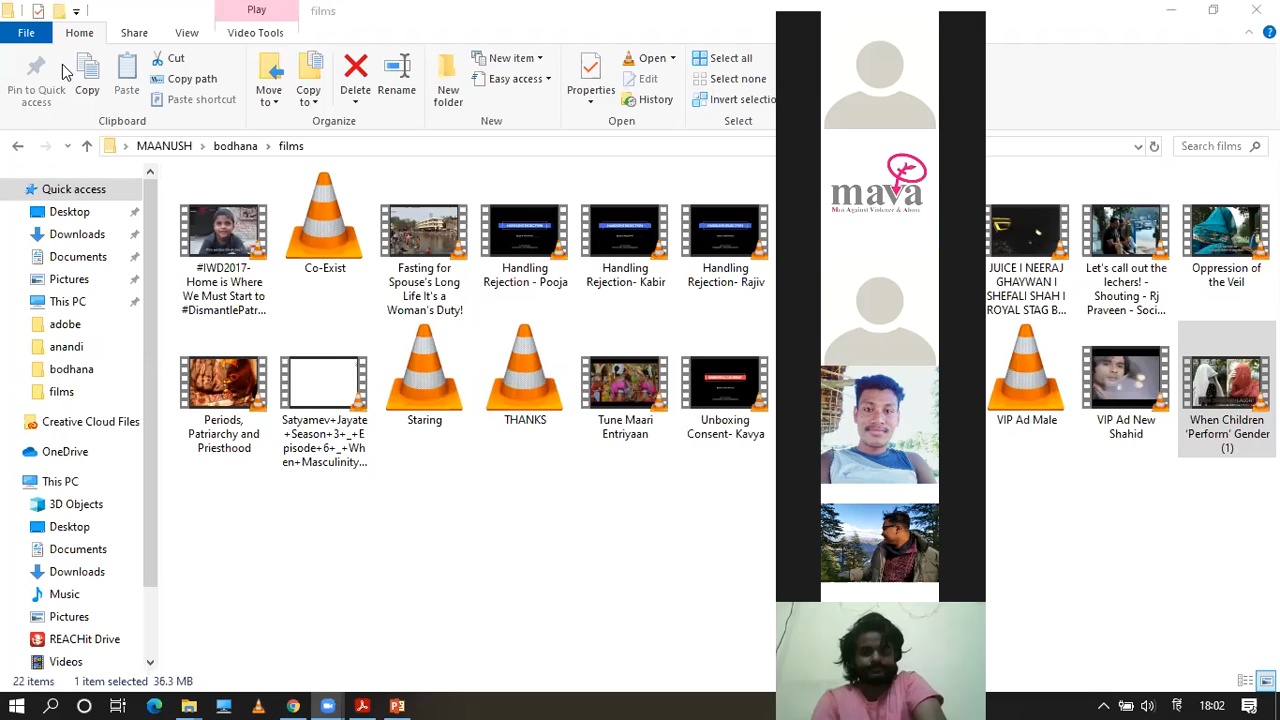 Play
films
File
Home
Share
View
Video Tools
Pin to Quick
access
Copy
Paste
Cut
Copy path
Paste shortcut
Clipboard
Move
to
Copy
to
Delete
Rename
Organize
New
folder
New item
Easy access
New
Properties
Open
Edit
History
Open
Select all
Select none
Invert selection
Select
MAANUSH > bodhana > films
Search films
Quick access
Desktop
Downloads
Documents
Pictures
This PC
adobe
anandi
bodhana
films
Creative Cloud Files
OneDrive
This PC
3D Objects
Desktop
Documents
Downloads
Music
Pictures
REACHit Drive
Videos
#IWD2017-
Home is Where
We Must Start to
#DismantlePatr...
Co-Exist
Fasting for
Spouse's Long
Life It's a
Woman's Duty!
Handling
Rejection - Pooja
Handling
Rejection - Kabir
Handling
Rejection- Rajiv
JUICE l NEERAJ
GHAYWAN l
SHEFALI SHAH l
ROYAL STAG B...
Let's call out the
lechers! -
Shouting - Rj
Praveen - Soci...
Oppression of
the Veil
Periods,
Patriarchy and
Priesthood
Satyamev+Jayate
+Season+3+_+E
pisode+6+_+Wh
en+Masculinity...
Staring
THANKS
Tune Maari
Entriyaan
Unboxing
Consent- Kavya
VIP Ad Male
VIP Ad New
Shahid
'When Children
'Perform' Gender
(1)
mava
Men Against Violence & Abuse
22 items
1 item selected 36.3 MB
ENG
18:02